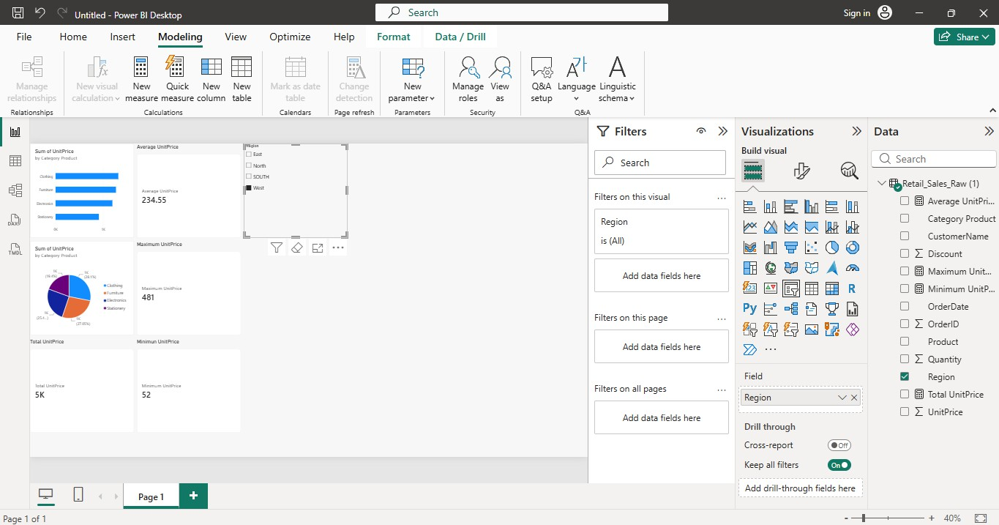 Untitled - Power BI Desktop
Search
Sign in
File Home Insert Modeling View Optimize Help Format Data / Drill
Share
Manage relationships
New visual calculation
New measure
Quick measure
New column
New table
Mark as date table
Change detection
New parameter
Manage roles
View as
Q&A setup
Language
Linguistic schema
Relationships
Calculations
Calendars
Page refresh
Parameters
Security
Q&A
DAX
TMDL
Sum of UnitPrice
by Category Product
Clothing
Furniture
Electronics
Stationery
0K 1K
Average UnitPrice
Average UnitPrice
234.55
Region
East
North
SOUTH
West
Sum of UnitPrice
by Category Product
1K
1K
(28.1%)
1K
1K
(27.05%)
Clothing
Furniture
Electronics
Stationery
Maximum UnitPrice
Maximum UnitPrice
481
Total UnitPrice
Total UnitPrice
5K
Minimun UnitPrice
Minimum UnitPrice
52
Filters
Search
Filters on this visual
Region
is (All)
Add data fields here
Filters on this page
Add data fields here
Filters on all pages
Add data fields here
Visualizations
Build visual
123
R
Py
Field
Region
Drill through
Cross-report
Off
Keep all filters
On
Add drill-through fields here
Data
Search
Retail_Sales_Raw (1)
Average UnitPri...
Category Product
CustomerName
Discount
Maximum Unit...
Minimum UnitP...
OrderDate
OrderID
Product
Quantity
Region
Total UnitPrice
UnitPrice
Page 1
Page 1 of 1
- + 40%